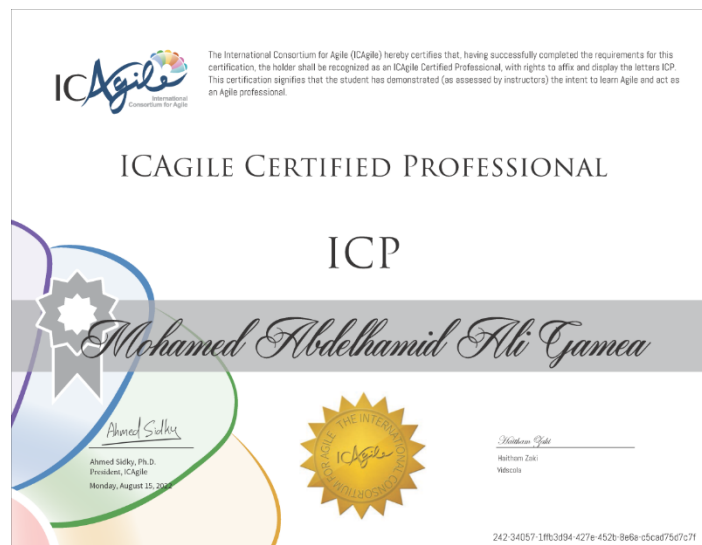 ICAgile
International
Consortium for Agile
The International Consortium for Agile (ICAgile) hereby certifies that, having successfully completed the requirements for this
certification, the holder shall be recognized as an ICAgile Certified Professional, with rights to affix and display the letters ICP.
This certification signifies that the student has demonstrated (as assessed by instructors) the intent to learn Agile and act as
an Agile professional.
ICAgile Certified Professional
ICP
Mohamed Abdelhamid Ali Gamea
Ahmed Sidky
Ahmed Sidky, Ph.D.
President, ICAgile
Monday, August 15, 2022
THE INTERNATIONAL CONSORTIUM FOR AGILE
ICAgile
Haitham Zaki
Haitham Zaki
Vidscola
242-34057-1ffb3d94-427e-452b-8e6a-c5cad75d7c7f